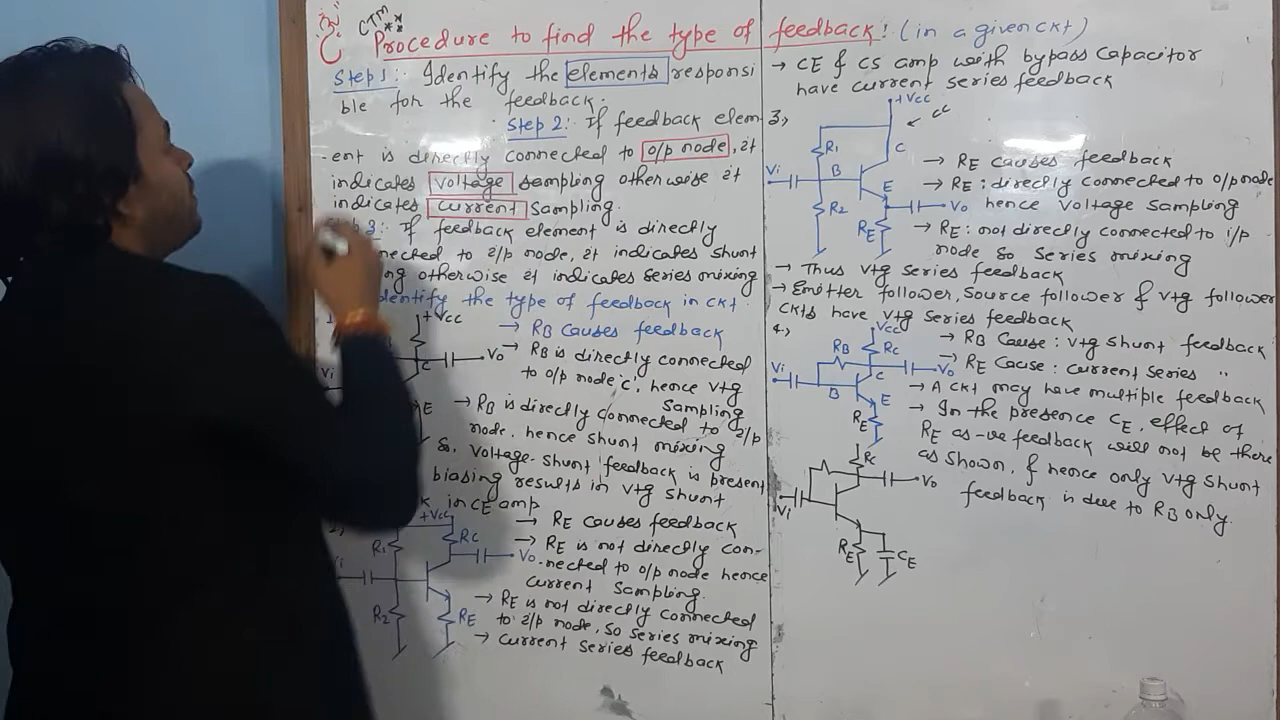 CTM **
Procedure to find the type of feedback! (in a given ckt)
Step 1:- Identify the elements responsi
ble for the feedback.
Step 2:- If feedback elem
-ent is directly connected to o/p node, it
indicates voltage sampling otherwise it
indicates current sampling.
3:- If feedback element is directly
nected to i/p node, it indicates shunt
ng otherwise it indicates series mixing
dentify the type of feedback in ckt.
+Vcc
C
Vo
Vi
E
→ RB causes feedback
→ RB is directly connected
to o/p node 'c', hence vtg
sampling
→ RB is directly connected to i/p
node, hence shunt mixing
So, voltage-shunt feedback is present
biasing results in vtg shunt
k in CE amp
+Vcc
R1
RC
Vo
R2
RE
→ RE causes feedback
→ RE is not directly con-
-nected to o/p node hence
current sampling.
→ RE is not directly connected
to i/p node, so series mixing
→ Current series feedback
→ CE & CS amp with bypass capacitor
have current series feedback
3,
+Vcc
CC
R1
C
Vi
B
E
R2
Vo
RE
→ RE causes feedback
→ RE: directly connected to o/p node
hence voltage sampling
→ RE: not directly connected to i/p
node so series mixing
→ Thus vtg series feedback
→ Emitter follower, Source follower & vtg follower
ckts have vtg series feedback
4,
Vcc
RB
RC
Vi
C
Vo
B
E
RE
→ RB Cause: vtg shunt feedback
→ RE Cause: current series "
→ A ckt may have multiple feedback
→ In the presence CE, effect of
RE as -ve feedback will not be there
as shown, & hence only vtg shunt
feedback is due to RB only.
RC
Vo
Vi
RE
CE